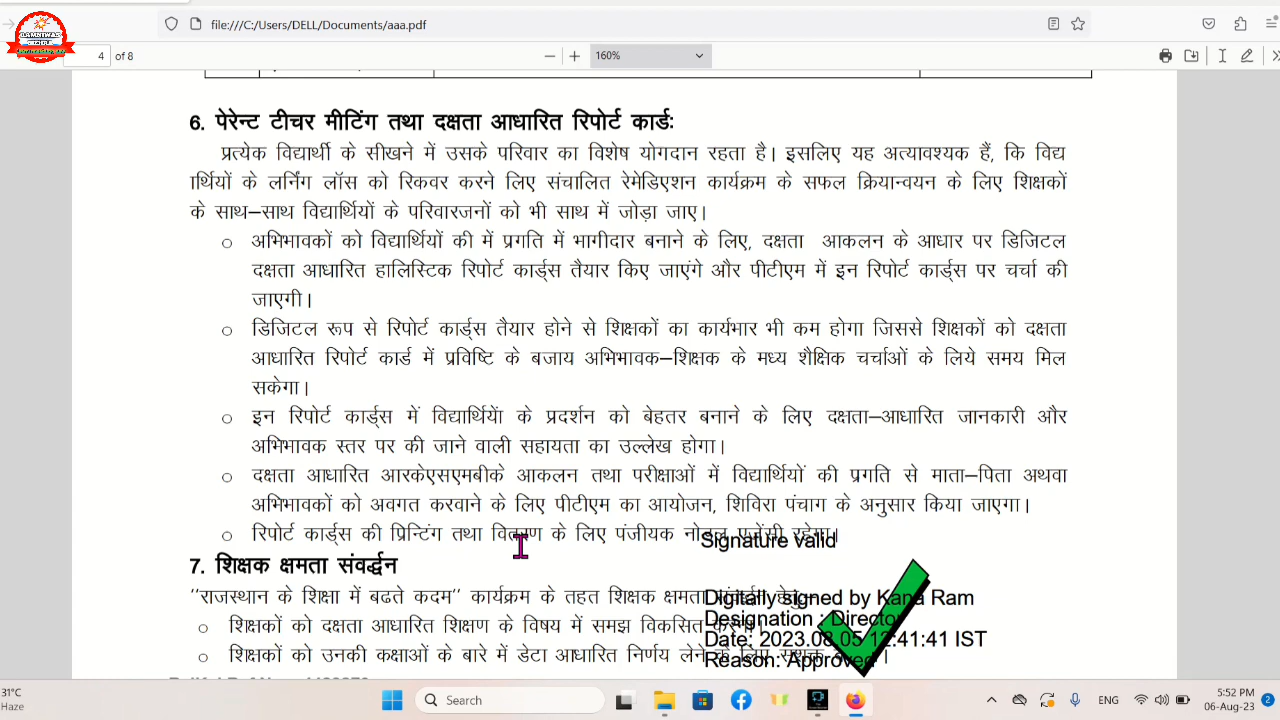 file:///C:/Users/DELL/Documents/aaa.pdf
4 of 8
160%
6. पेरेन्ट टीचर मीटिंग तथा दक्षता आधारित रिपोर्ट कार्डः
प्रत्येक विद्यार्थी के सीखने में उसके परिवार का विशेष योगदान रहता है। इसलिए यह अत्यावश्यक हैं, कि विद्य
ार्थियों के लर्निंग लॉस को रिकवर करने लिए संचालित रेमेडिएशन कार्यक्रम के सफल क्रियान्वयन के लिए शिक्षकों
के साथ–साथ विद्यार्थियों के परिवारजनों को भी साथ में जोड़ा जाए।
o अभिभावकों को विद्यार्थियों की में प्रगति में भागीदार बनाने के लिए, दक्षता आकलन के आधार पर डिजिटल
दक्षता आधारित हालिस्टिक रिपोर्ट कार्ड्स तैयार किए जाएंगे और पीटीएम में इन रिपोर्ट कार्ड्स पर चर्चा की
जाएगी।
o डिजिटल रूप से रिपोर्ट कार्ड्स तैयार होने से शिक्षकों का कार्यभार भी कम होगा जिससे शिक्षकों को दक्षता
आधारित रिपोर्ट कार्ड में प्रविष्टि के बजाय अभिभावक–शिक्षक के मध्य शैक्षिक चर्चाओं के लिये समय मिल
सकेगा।
o इन रिपोर्ट कार्ड्स में विद्यार्थियेां के प्रदर्शन को बेहतर बनाने के लिए दक्षता–आधारित जानकारी और
अभिभावक स्तर पर की जाने वाली सहायता का उल्लेख होगा।
o दक्षता आधारित आरकेएसएमबीके आकलन तथा परीक्षाओं में विद्यार्थियों की प्रगति से माता–पिता अथवा
अभिभावकों को अवगत करवाने के लिए पीटीएम का आयोजन, शिविरा पंचाग के अनुसार किया जाएगा।
o रिपोर्ट कार्ड्स की प्रिन्टिंग तथा वितरण के लिए पंजीयक नोडल एजेंसी रहेगा।
Signature valid
7. शिक्षक क्षमता संवर्द्धन
''राजस्थान के शिक्षा में बढते कदम'' कार्यक्रम के तहत शिक्षक क्षमता
Digitally signed by Kana Ram
o शिक्षकों को दक्षता आधारित शिक्षण के विषय में समझ विकसित करना।
Designation : Director
Date: 2023.08.05 12:41:41 IST
o शिक्षकों को उनकी कक्षाओं के बारे में डेटा आधारित निर्णय लेने के लिए
Reason: Approved
31°C
Haze
Search
ENG
5:52 PM
06-Aug-23
2